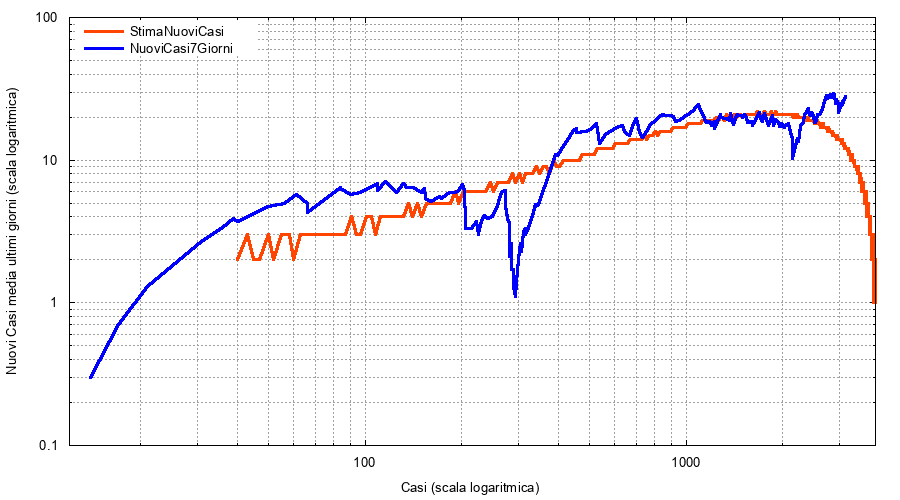 100
StimaNuoviCasi
NuoviCasi7Giorni
10
1
0.1
Nuovi Casi media ultimi giorni (scala logaritmica)
100
1000
Casi (scala logaritmica)